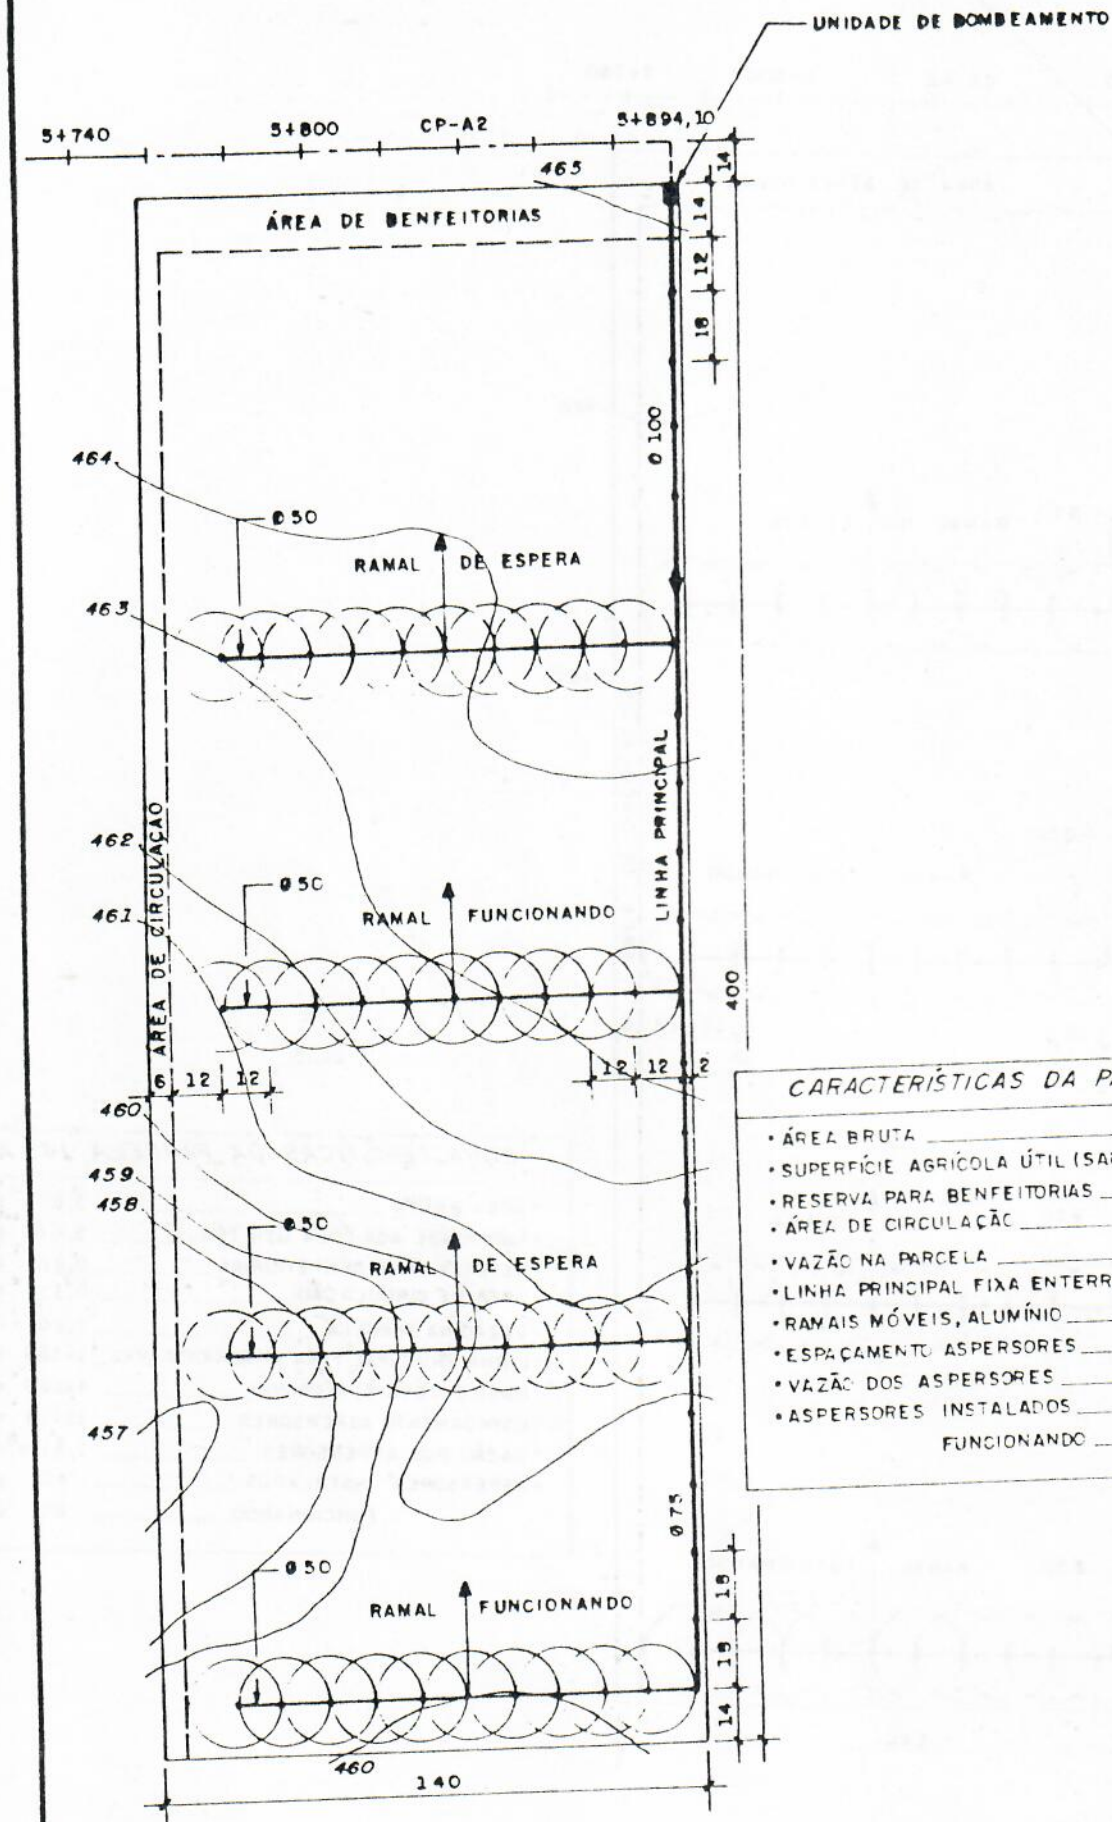 UNIDADE DE BOMBEAMENTO
5+740
5+800
CP-A2
5+894,10
14
465
ÁREA DE BENFEITORIAS
14
12
18
Ø 100
464
Ø 50
RAMAL DE ESPERA
463
LINHA PRINCIPAL
ÁREA DE CIRCULAÇÃO
462
Ø 50
461
RAMAL FUNCIONANDO
400
6
12
12
12
12
2
460
459
458
Ø 50
RAMAL DE ESPERA
457
Ø 75
Ø 50
RAMAL FUNCIONANDO
18
18
14
460
140
CARACTERÍSTICAS DA
• ÁREA BRUTA
• SUPERFÍCIE AGRÍCOLA ÚTIL
• RESERVA PARA BENFEITORIAS
• ÁREA DE CIRCULAÇÃO
• VAZÃO NA PARCELA
• LINHA PRINCIPAL FIXA
• RAMAIS MÓVEIS, ALUMÍNIO
• ESPAÇAMENTO ASPERSORES
• VAZÃO DOS ASPERSORES
• ASPERSORES INSTALADOS
FUNCIONANDO